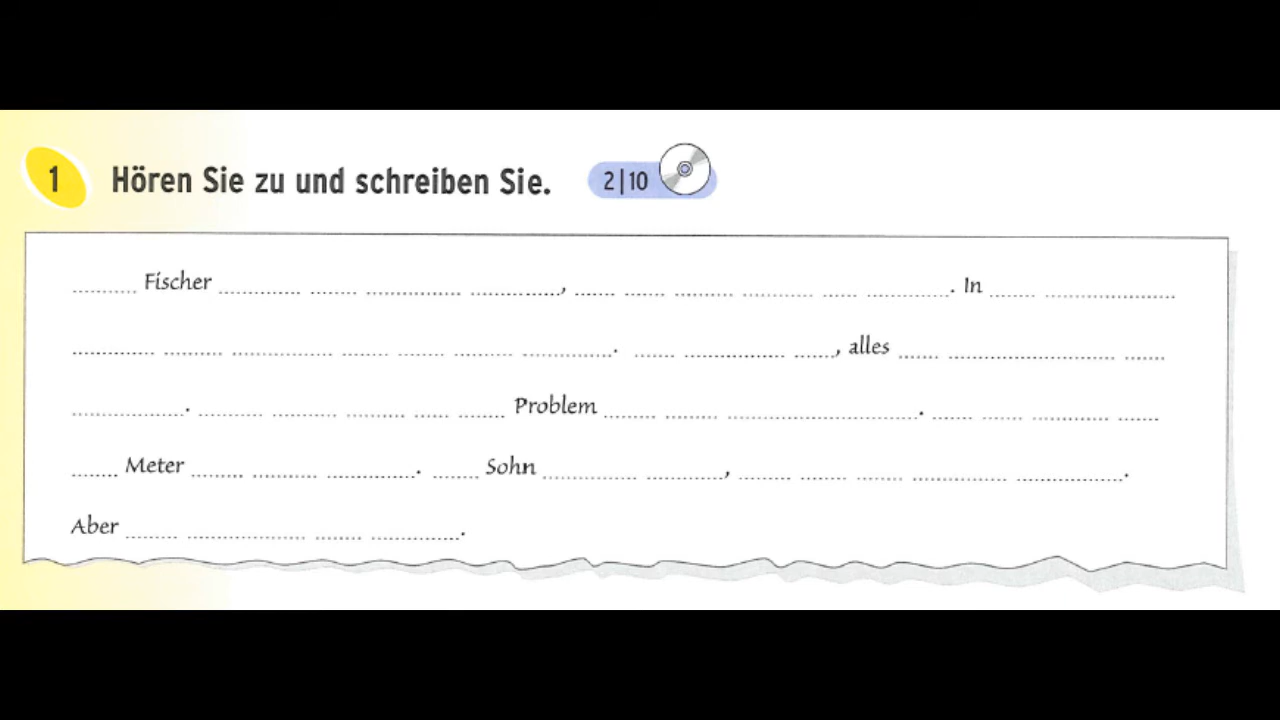 1 Hören Sie zu und schreiben Sie. 2|10
........ Fischer .......... ...... ............ ..........., ..... ..... ....... ......... .... .......... . In ...... ................
.......... ....... ............. ...... ...... ....... ........... . ..... ............ ....., alles ..... ..................... .....
............. . ........ ....... ........... .... ...... Problem ...... ...... ........................ . ..... ..... ....... .....
...... Meter ...... ........ ........... . ...... Sohn ............ .........., ...... ...... ...... ............ ............. .
Aber ...... ............... ...... ........... .